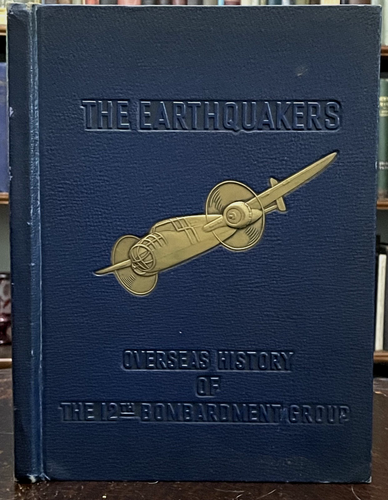 THE EARTHQUAKERS
OVERSEAS HISTORY
OF
THE 12TH BOMBARDMENT GROUP